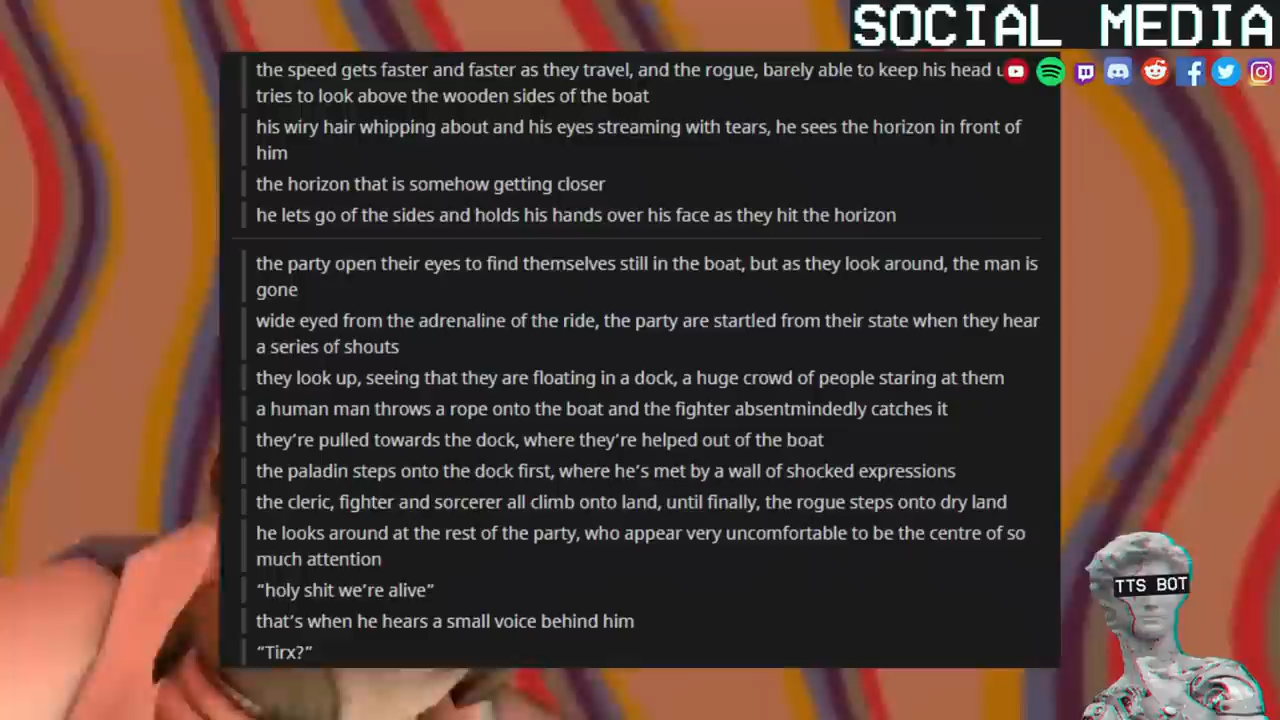 SOCIAL MEDIA
the speed gets faster and faster as they travel, and the rogue, barely able to keep his head
tries to look above the wooden sides of the boat
his wiry hair whipping about and his eyes streaming with tears, he sees the horizon in front of
him
the horizon that is somehow getting closer
he lets go of the sides and holds his hands over his face as they hit the horizon
the party open their eyes to find themselves still in the boat, but as they look around, the man is
gone
wide eyed from the adrenaline of the ride, the party are startled from their state when they hear
a series of shouts
they look up, seeing that they are floating in a dock, a huge crowd of people staring at them
a human man throws a rope onto the boat and the fighter absentmindedly catches it
they’re pulled towards the dock, where they’re helped out of the boat
the paladin steps onto the dock first, where he’s met by a wall of shocked expressions
the cleric, fighter and sorcerer all climb onto land, until finally, the rogue steps onto dry land
he looks around at the rest of the party, who appear very uncomfortable to be the centre of so
much attention
“holy shit we’re alive”
that’s when he hears a small voice behind him
“Tirx?”
TTS BOT